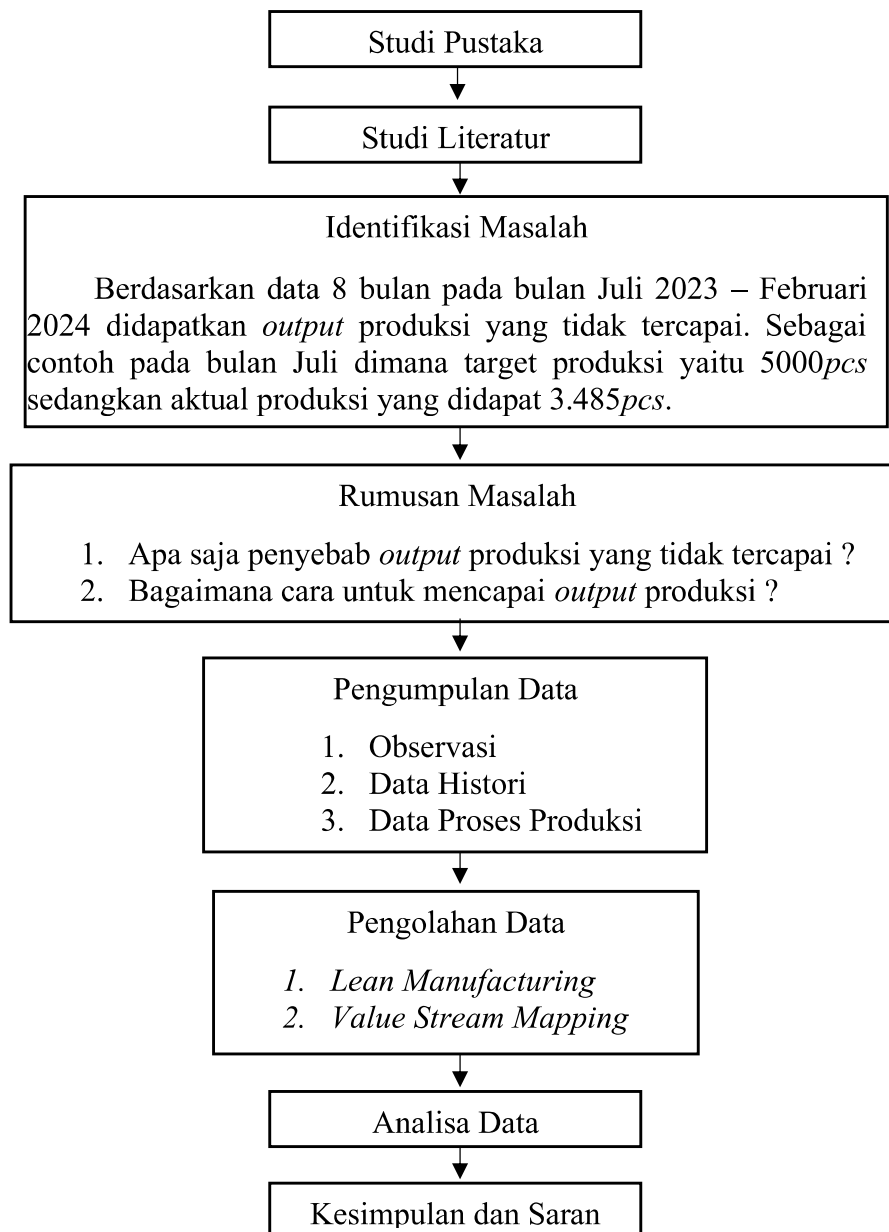 Studi Pustaka
Studi Literatur
Identifikasi Masalah
Berdasarkan data 8 bulan pada bulan Juli 2023 – Februari
2024 didapatkan output produksi yang tidak tercapai. Sebagai
contoh pada bulan Juli dimana target produksi yaitu 5000pcs
sedangkan aktual produksi yang didapat 3.485pcs.
Rumusan Masalah
1. Apa saja penyebab output produksi yang tidak tercapai ?
2. Bagaimana cara untuk mencapai output produksi ?
Pengumpulan Data
1. Observasi
2. Data Histori
3. Data Proses Produksi
Pengolahan Data
1. Lean Manufacturing
2. Value Stream Mapping
Analisa Data
Kesimpulan dan Saran